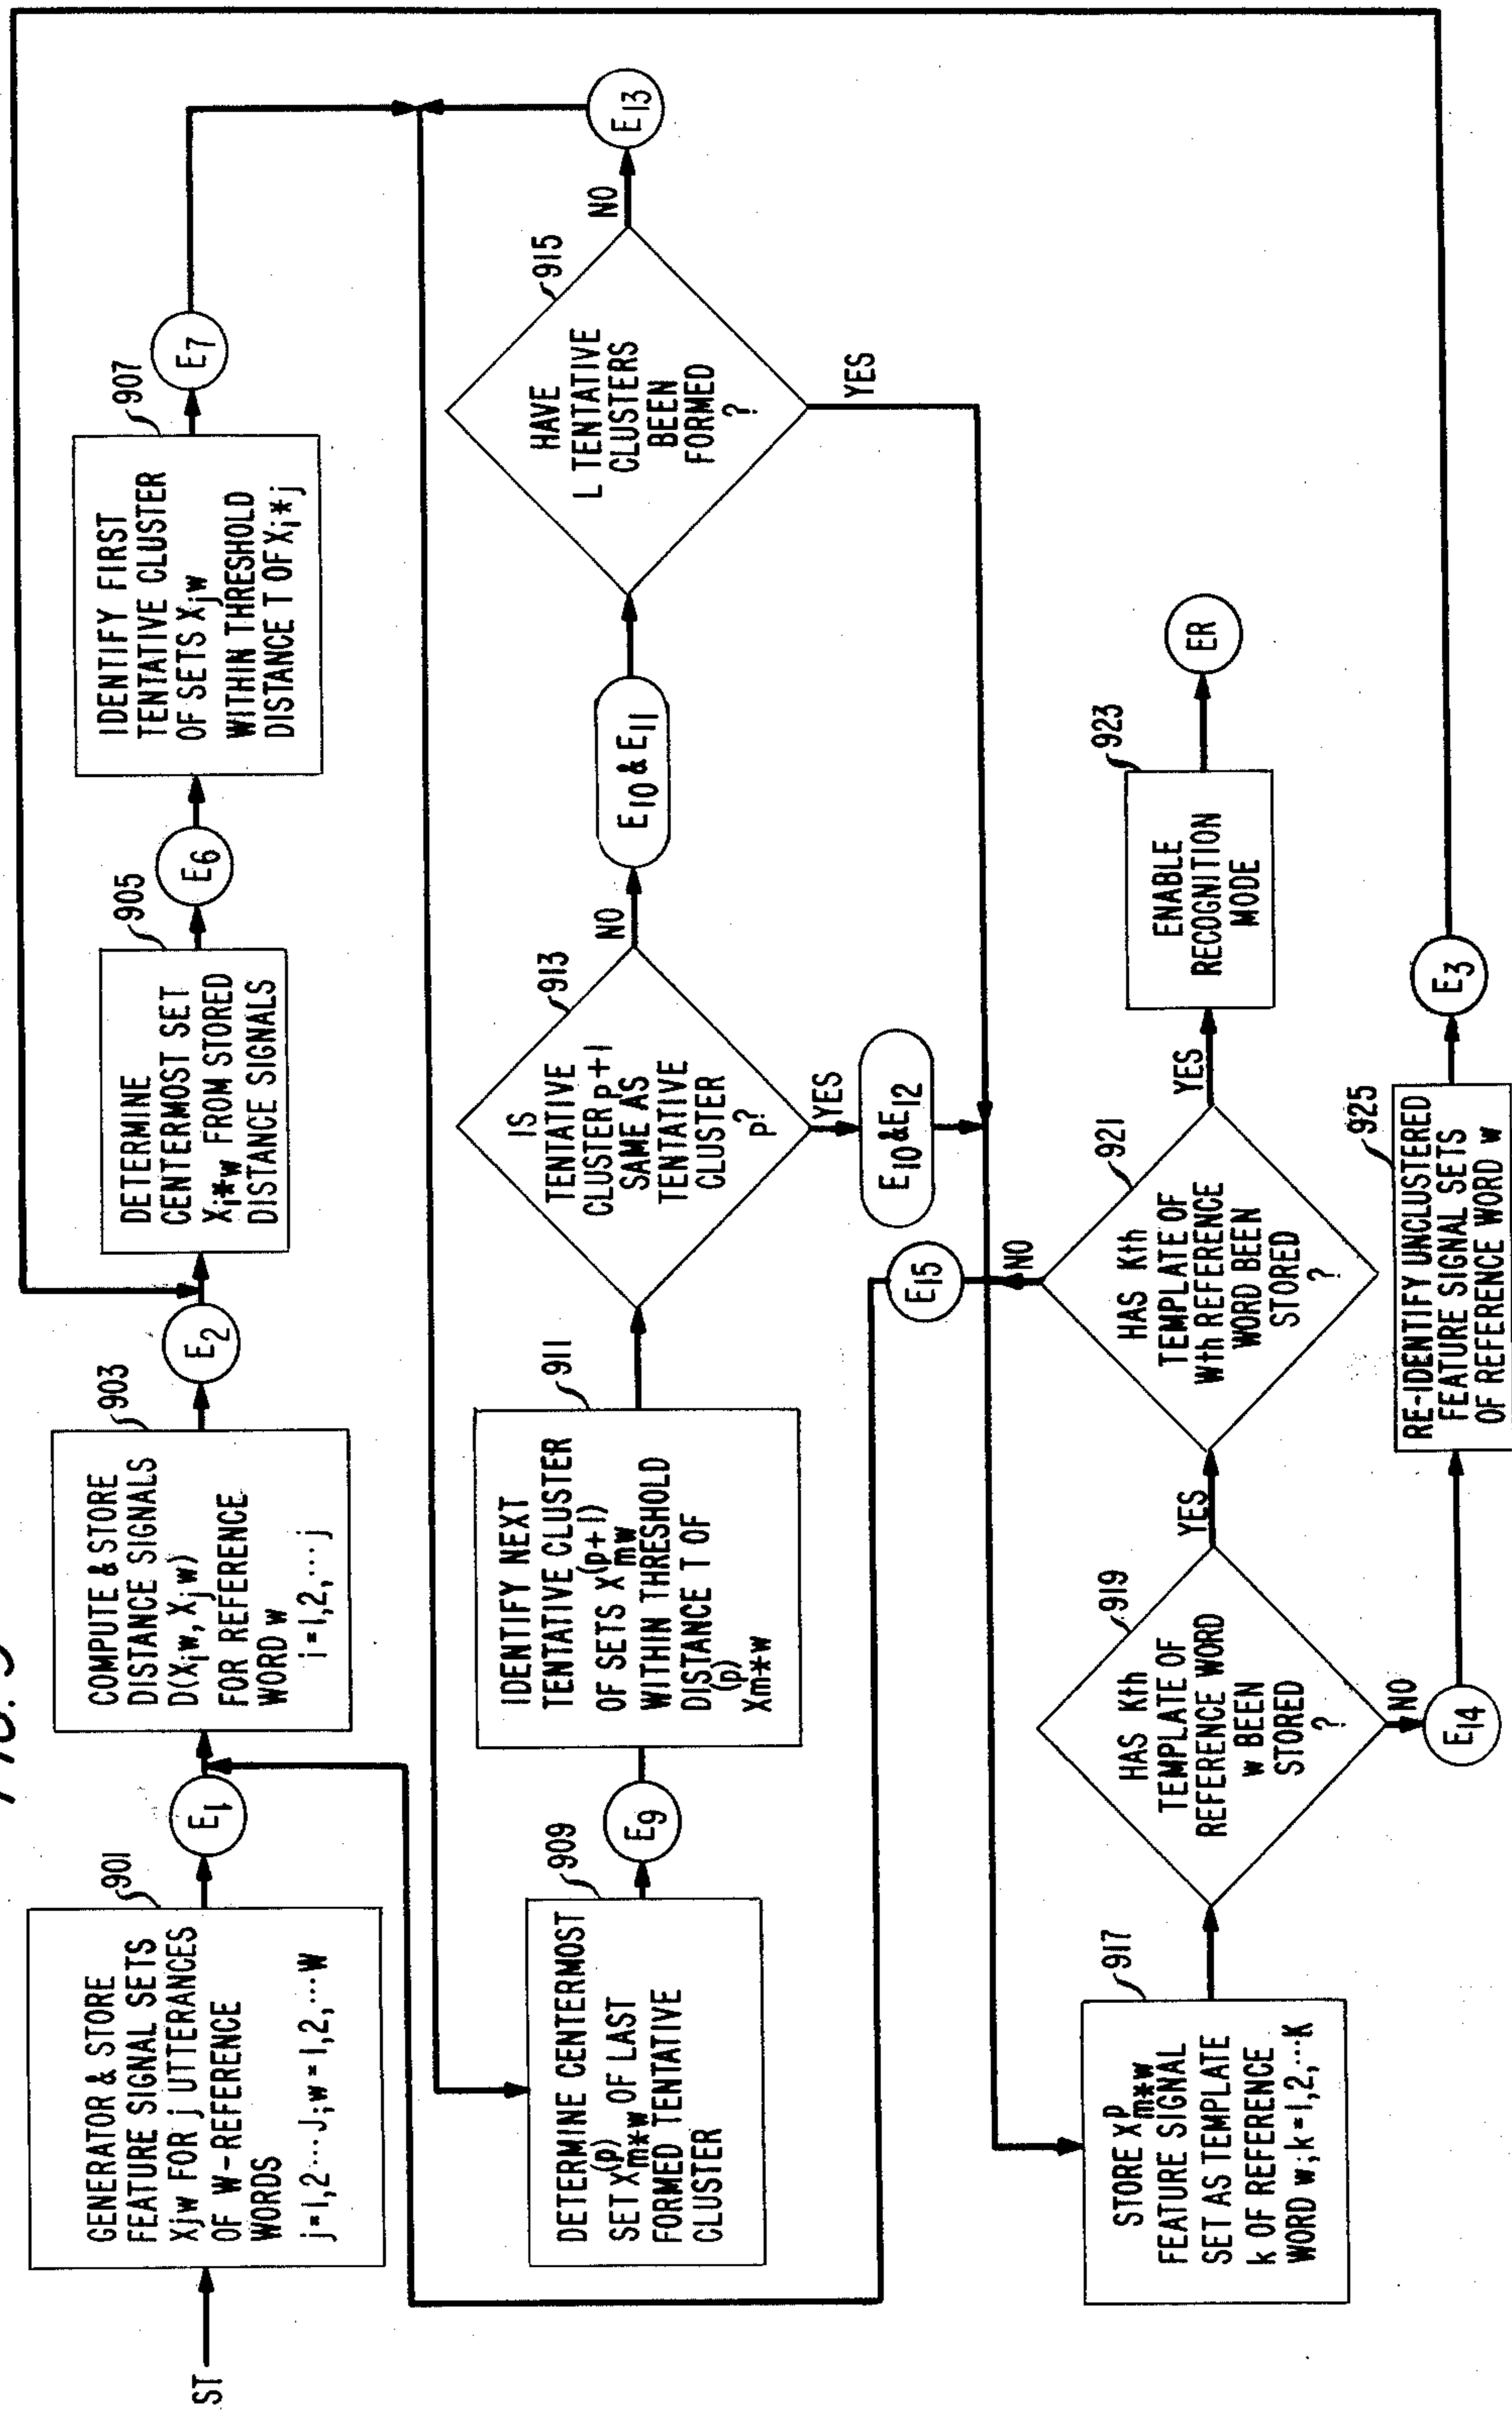 FIG. 9
ST
901
GENERATOR & STORE
FEATURE SIGNAL SETS
Xjw FOR j UTTERANCES
OF W-REFERENCE
WORDS
j=1,2···J;w=1,2,···W
E1
903
COMPUTE & STORE
DISTANCE SIGNALS
D(Xiw, Xjw)
FOR REFERENCE
WORD w
i=1,2,···j
E2
905
DETERMINE
CENTERMOST SET
Xi*w FROM STORED
DISTANCE SIGNALS
E6
907
IDENTIFY FIRST
TENTATIVE CLUSTER
OF SETS Xjw
WITHIN THRESHOLD
DISTANCE T OF Xi*j
E7
909
DETERMINE CENTERMOST
SET X(p)m*w OF LAST
FORMED TENTATIVE
CLUSTER
E9
911
IDENTIFY NEXT
TENTATIVE CLUSTER
OF SETS X(p+1)mw
WITHIN THRESHOLD
DISTANCE T OF
X(p)m*w
913
IS
TENTATIVE
CLUSTER p+1
SAME AS
TENTATIVE
CLUSTER
p?
NO
YES
E10 & E11
E10 & E12
915
HAVE
L TENTATIVE
CLUSTERS
BEEN
FORMED
?
NO
YES
E13
E15
917
STORE Xpm*w
FEATURE SIGNAL
SET AS TEMPLATE
k OF REFERENCE
WORD w;k=1,2,···K
919
HAS Kth
TEMPLATE OF
REFERENCE WORD
w BEEN
STORED
?
YES
NO
E14
921
HAS Kth
TEMPLATE OF
Wth REFERENCE
WORD BEEN
STORED
?
NO
YES
923
ENABLE
RECOGNITION
MODE
ER
925
RE-IDENTIFY UNCLUSTERED
FEATURE SIGNAL SETS
OF REFERENCE WORD w
E3